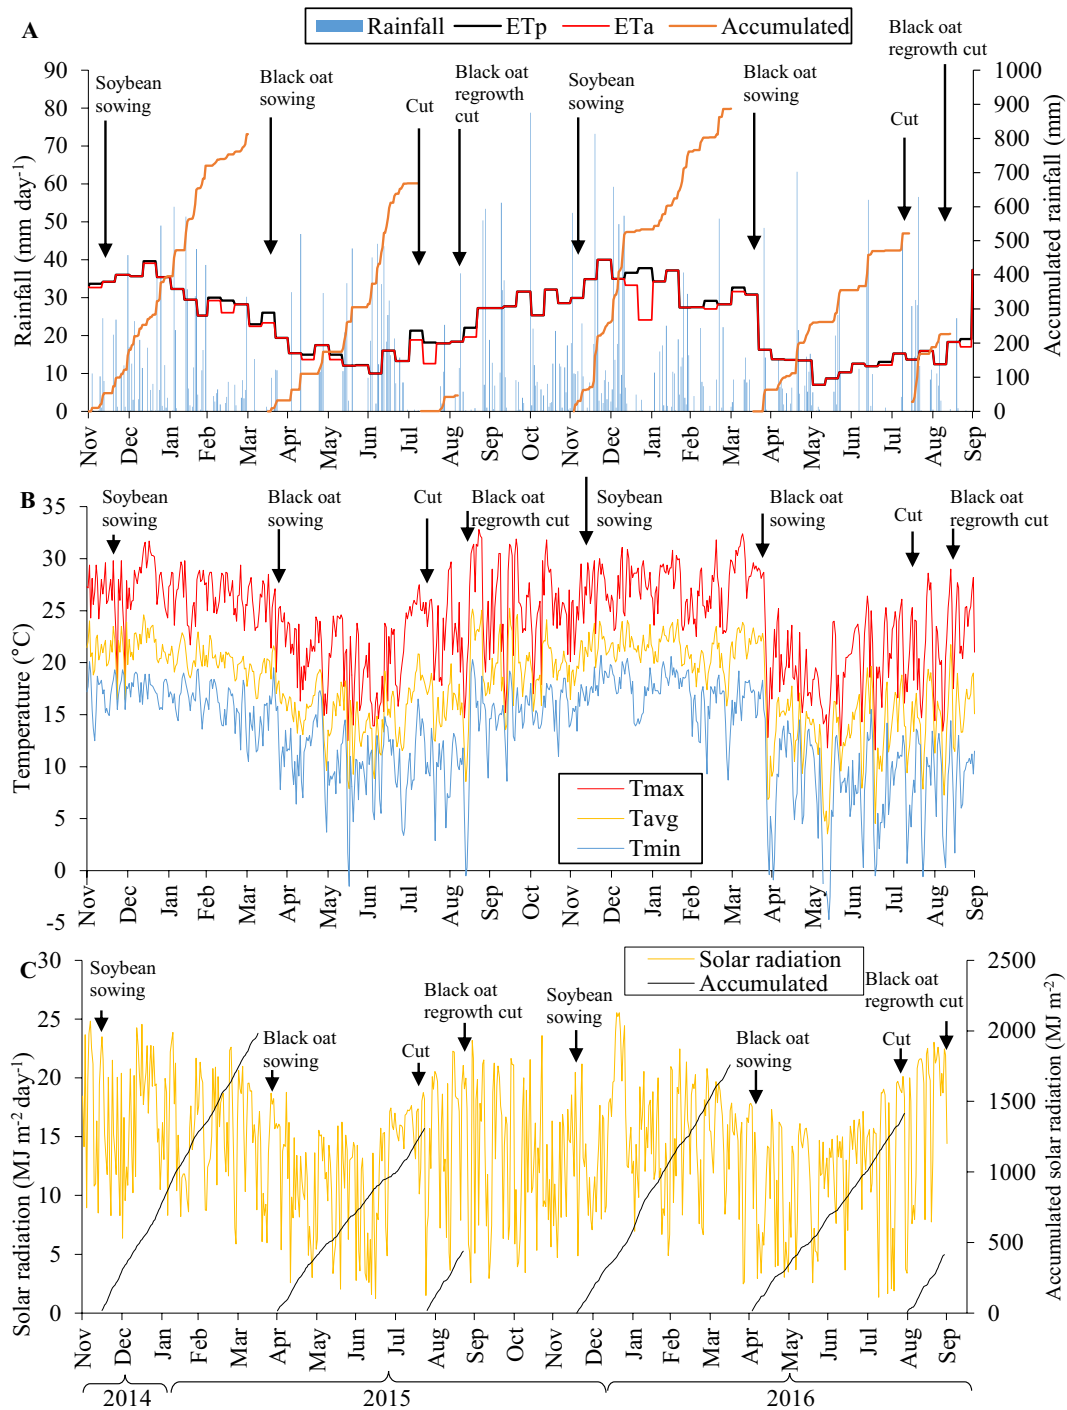 A
Rainfall ETp ETa Accumulated
Soybean
sowing
Black oat
sowing
Cut
Black oat
regrowth
cut
Soybean
sowing
Black oat
sowing
Cut
Black oat
regrowth cut
Rainfall (mm day-1)
90
80
70
60
50
40
30
20
10
0
Accumulated rainfall (mm)
1000
900
800
700
600
500
400
300
200
100
0
Nov Dec Jan Feb Mar Apr May Jun Jul Aug Sep Oct Nov Dec Jan Feb Mar Apr May Jun Jul Aug Sep
B
Soybean
sowing
Black oat
sowing
Cut
Black oat
regrowth cut
Soybean
sowing
Black oat
sowing
Cut
Black oat
regrowth cut
Temperature (°C)
35
30
25
20
15
10
5
0
-5
Tmax
Tavg
Tmin
Nov Dec Jan Feb Mar Apr May Jun Jul Aug Sep Oct Nov Dec Jan Feb Mar Apr May Jun Jul Aug Sep
C
Solar radiation
Accumulated
Soybean
sowing
Black oat
sowing
Cut
Black oat
regrowth cut
Soybean
sowing
Black oat
sowing
Cut
Black oat
regrowth cut
Solar radiation (MJ m-2 day-1)
30
25
20
15
10
5
0
Accumulated solar radiation (MJ m-2)
2500
2000
1500
1000
500
0
Nov Dec Jan Feb Mar Apr May Jun Jul Aug Sep Oct Nov Dec Jan Feb Mar Apr May Jun Jul Aug Sep
2014 2015 2016